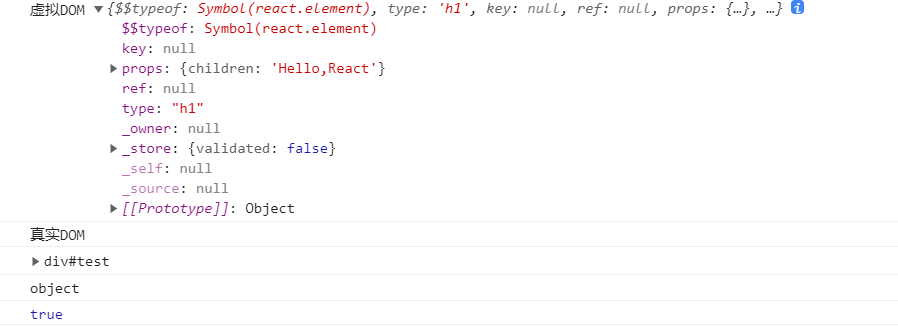 虚拟DOM ▼{$$typeof: Symbol(react.element), type: 'h1', key: null, ref: null, props: {…}, …} i
$$typeof: Symbol(react.element)
key: null
▶props: {children: 'Hello,React'}
ref: null
type: "h1"
_owner: null
▶_store: {validated: false}
_self: null
_source: null
▶[[Prototype]]: Object
真实DOM
▶div#test
object
true